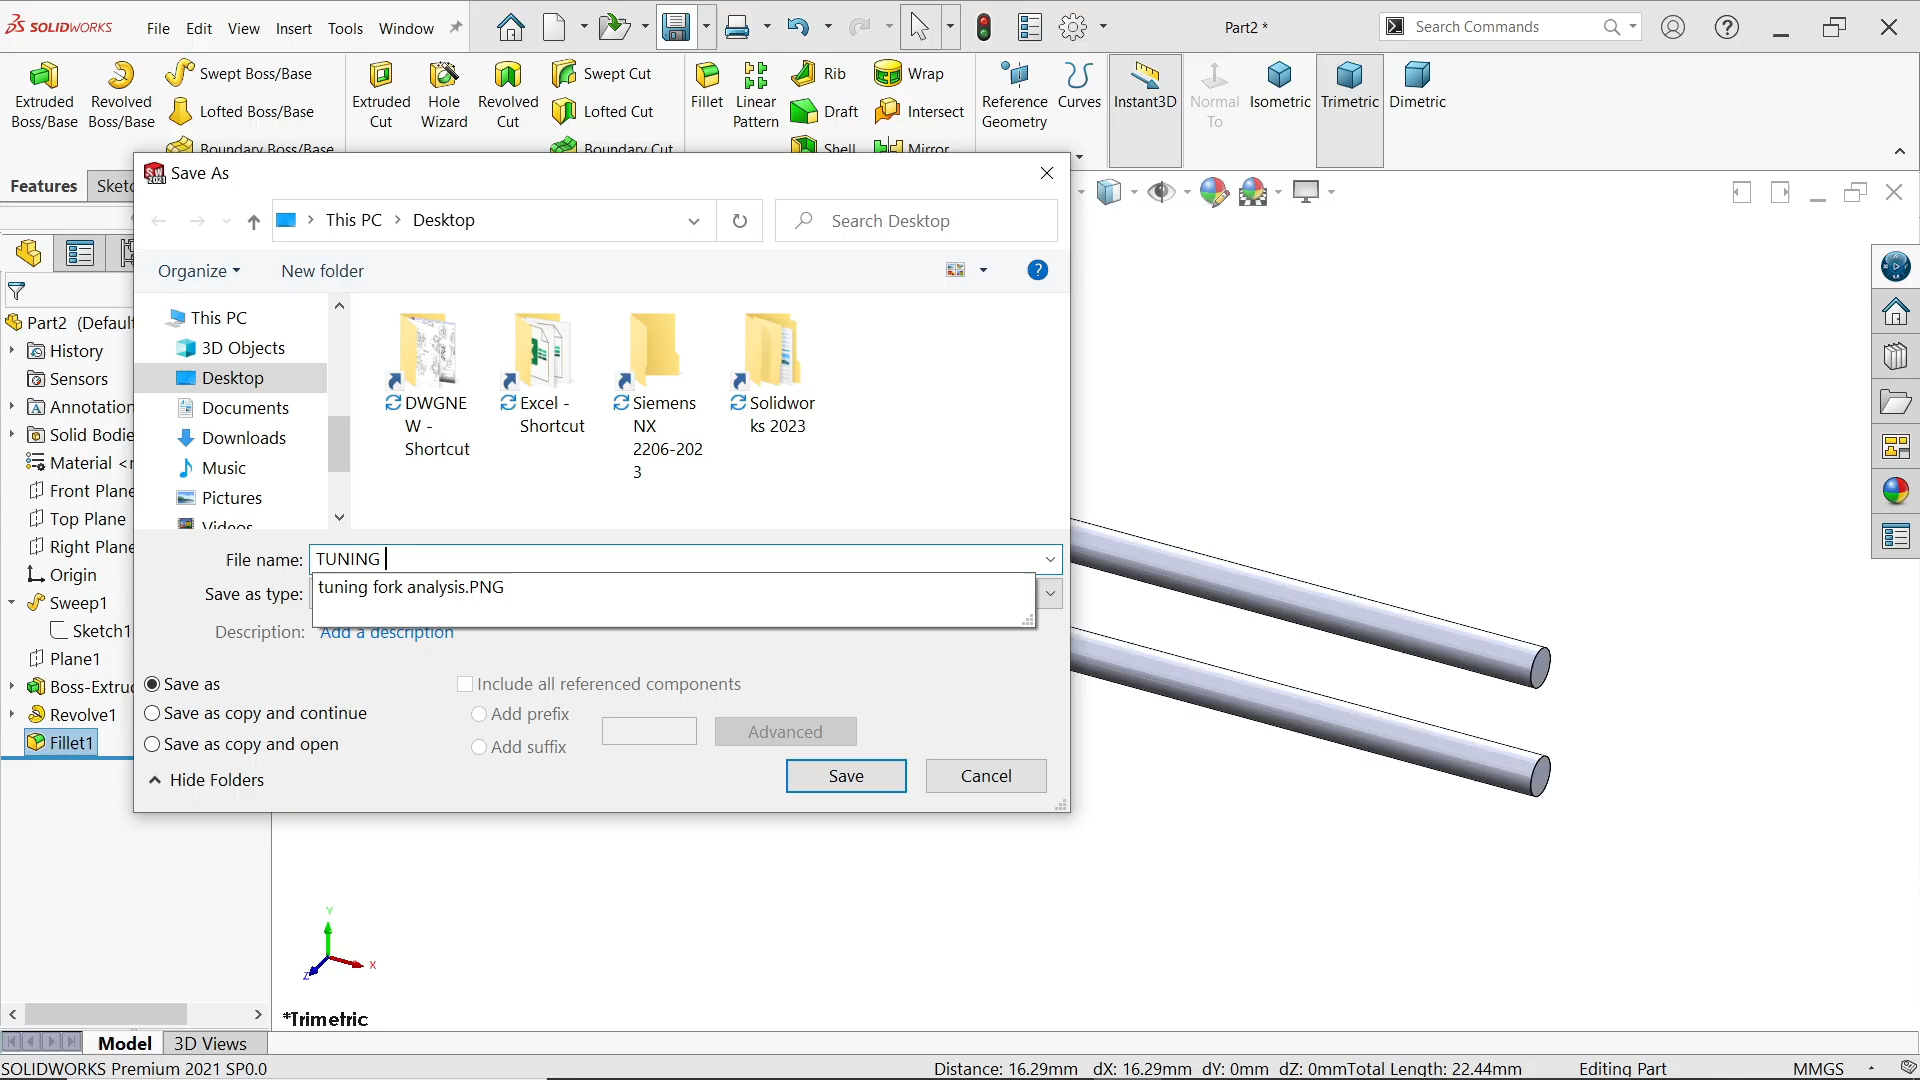 SOLIDWORKS
File Edit View Insert Tools Window
Part2 *
Search Commands
Extruded Boss/Base
Revolved Boss/Base
Swept Boss/Base
Lofted Boss/Base
Boundary Boss/Base
Extruded Cut
Hole Wizard
Revolved Cut
Swept Cut
Lofted Cut
Boundary Cut
Fillet
Linear Pattern
Rib
Draft
Shell
Wrap
Intersect
Mirror
Reference Geometry
Curves
Instant3D
Normal To
Isometric
Trimetric
Dimetric
Features
Sketc
Save As
This PC > Desktop
Search Desktop
Organize
New folder
This PC
3D Objects
Desktop
Documents
Downloads
Music
Pictures
Videos
DWGNE
W -
Shortcut
Excel -
Shortcut
Siemens
NX
2206-202
3
Solidwor
ks 2023
File name: TUNING
tuning fork analysis.PNG
Save as type:
Description: Add a description
Save as
Save as copy and continue
Save as copy and open
Include all referenced components
Add prefix
Add suffix
Advanced
Hide Folders
Save
Cancel
Part2 (Defaul
History
Sensors
Annotation
Solid Bodie
Material <n
Front Plane
Top Plane
Right Plane
Origin
Sweep1
Sketch1
Plane1
Boss-Extruc
Revolve1
Fillet1
Y
X
Z
*Trimetric
Model
3D Views
SOLIDWORKS Premium 2021 SP0.0
Distance: 16.29mm dX: 16.29mm dY: 0mm dZ: 0mmTotal Length: 22.44mm
Editing Part
MMGS